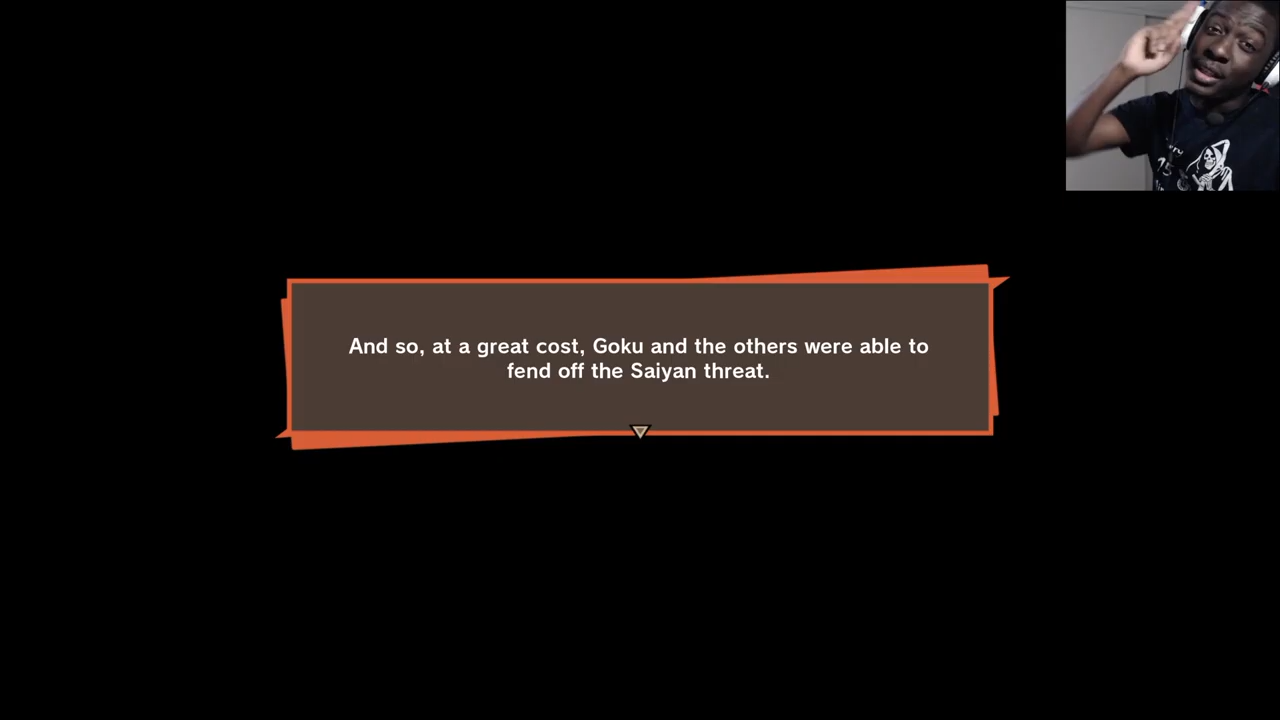 And so, at a great cost, Goku and the others were able to
fend off the Saiyan threat.